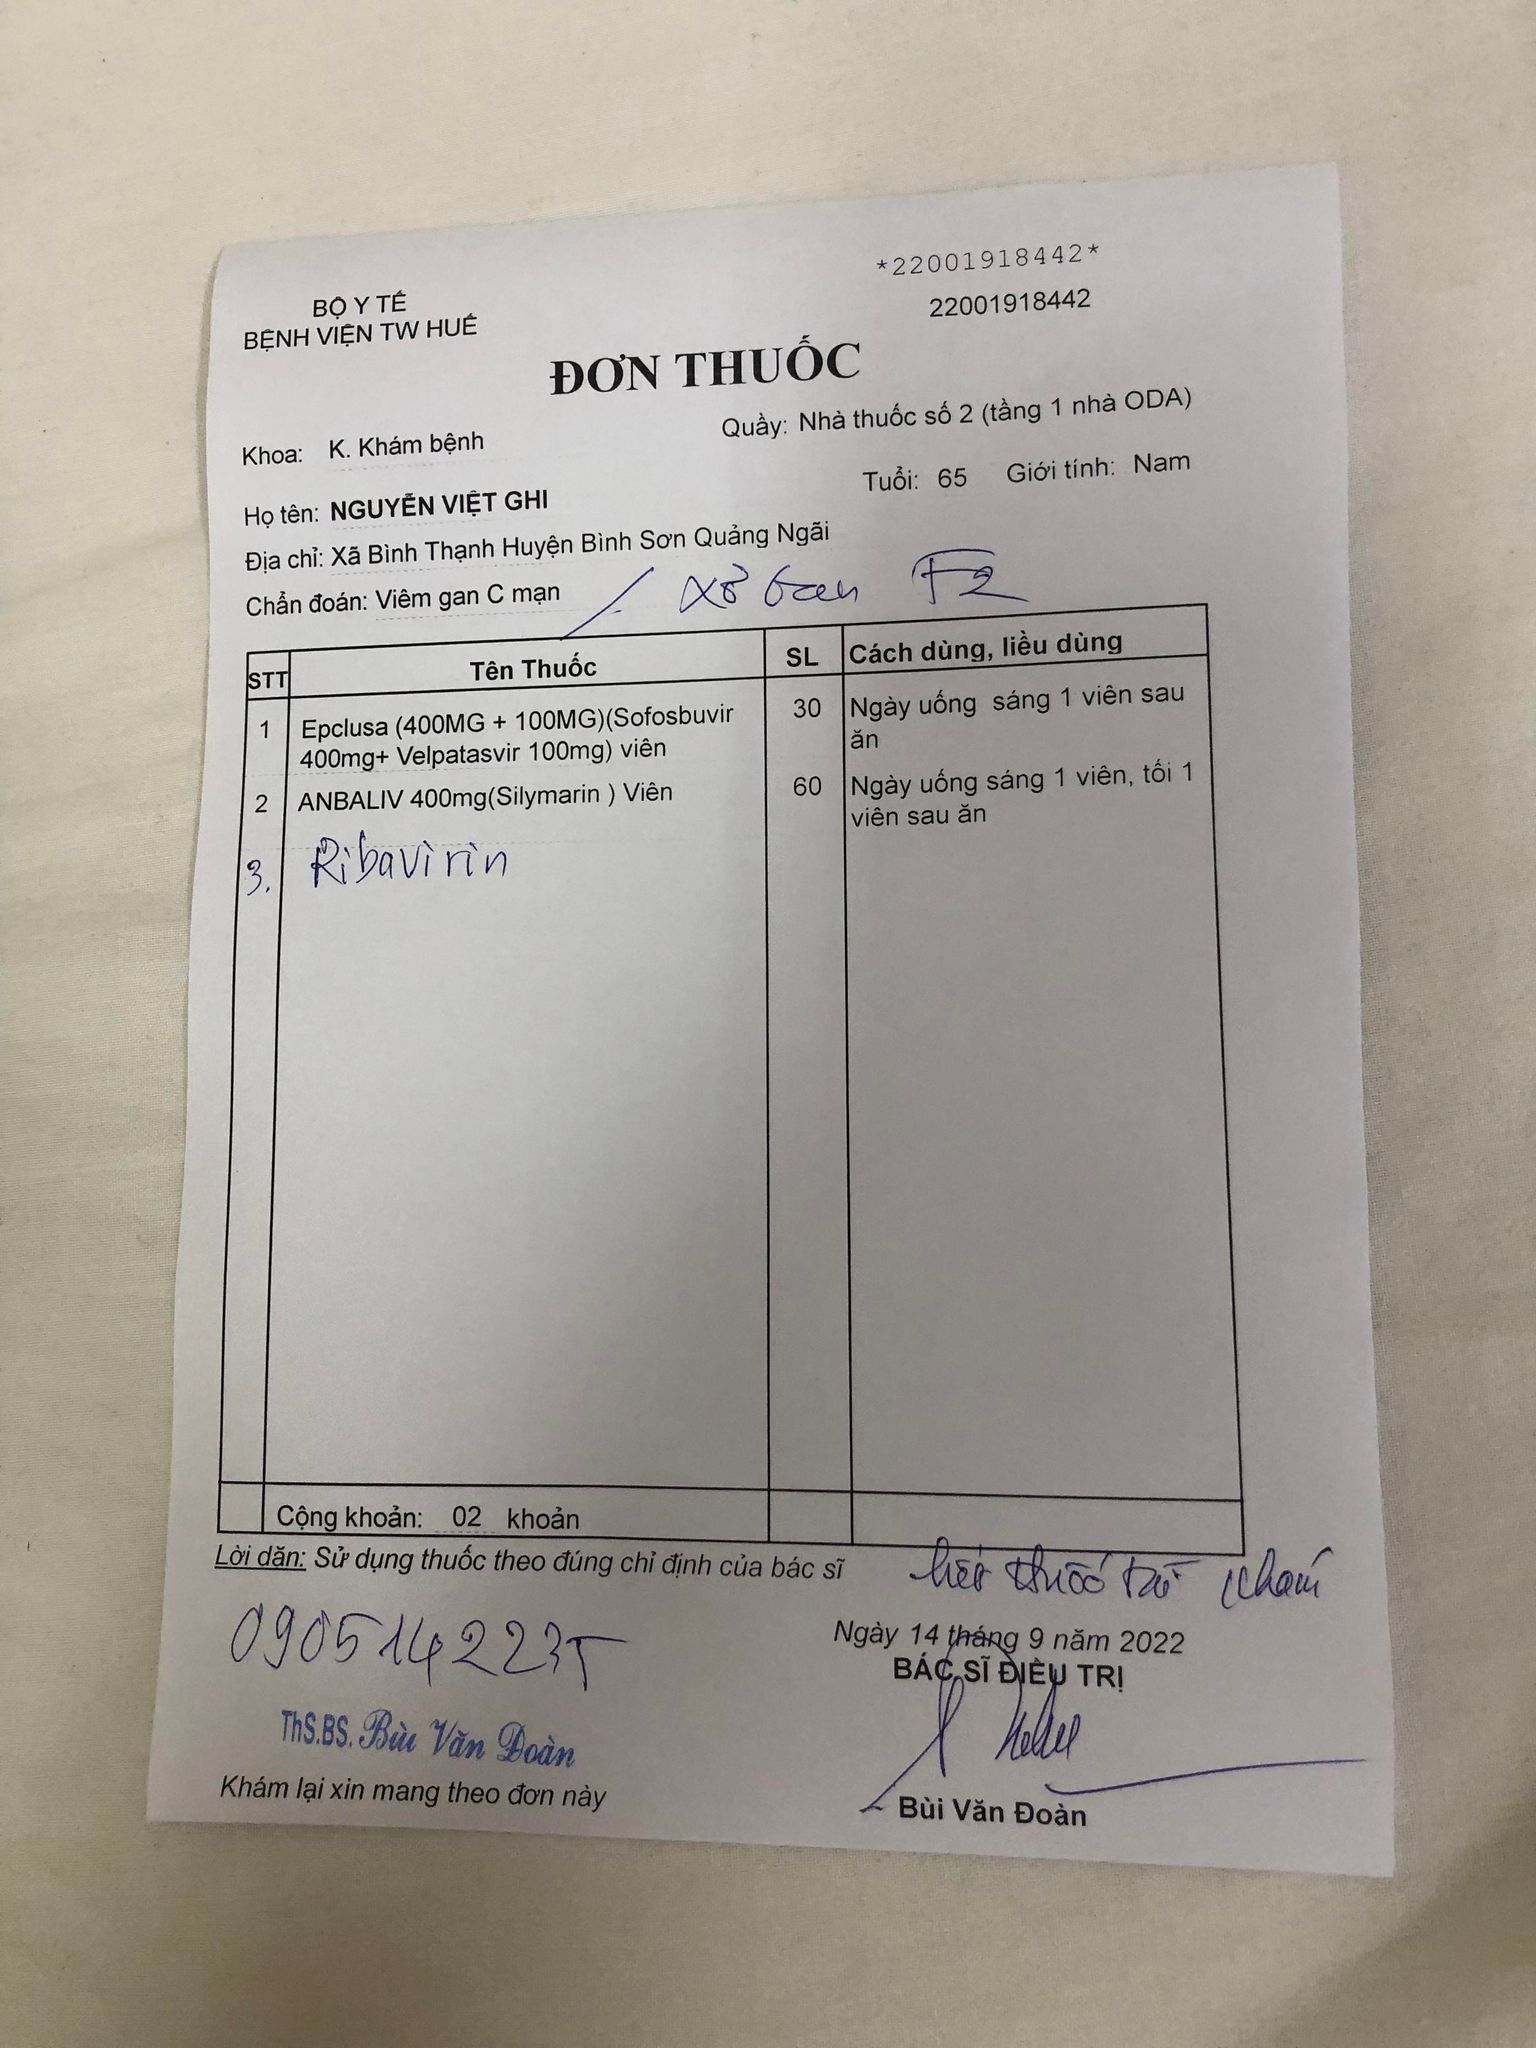 *22001918442*
22001918442
BỘ Y TẾ
BỆNH VIỆN TW HUẾ
ĐƠN THUỐC
Quầy: Nhà thuốc số 2 (tầng 1 nhà ODA)
Khoa: K. Khám bệnh
Tuổi: 65 Giới tính: Nam
Họ tên: NGUYỄN VIỆT GHI
Địa chỉ: Xã Bình Thạnh Huyện Bình Sơn Quảng Ngãi
Chẩn đoán: Viêm gan C mạn / xơ gan F2
STT Tên Thuốc SL Cách dùng, liều dùng
1 Epclusa (400MG + 100MG)(Sofosbuvir 30 Ngày uống sáng 1 viên sau
400mg+ Velpatasvir 100mg) viên ăn
2 ANBALIV 400mg(Silymarin ) Viên 60 Ngày uống sáng 1 viên, tối 1
viên sau ăn
3. Ribavirin
Cộng khoản: 02 khoản
Lời dăn: Sử dụng thuốc theo đúng chỉ định của bác sĩ
hết thuốc tái khám
0905142235
Ngày 14 tháng 9 năm 2022
BÁC SĨ ĐIỀU TRỊ
ThS.BS. Bùi Văn Đoàn
Khám lại xin mang theo đơn này
Bùi Văn Đoàn